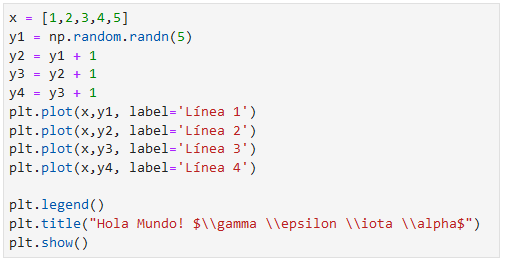 x = [1,2,3,4,5]
y1 = np.random.randn(5)
y2 = y1 + 1
y3 = y2 + 1
y4 = y3 + 1
plt.plot(x,y1, label='Línea 1')
plt.plot(x,y2, label='Línea 2')
plt.plot(x,y3, label='Línea 3')
plt.plot(x,y4, label='Línea 4')
plt.legend()
plt.title("Hola Mundo! $\\gamma \\epsilon \\iota \\alpha$")
plt.show()